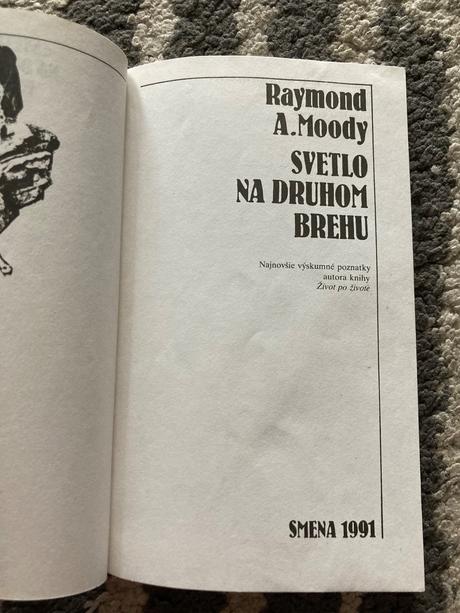 Raymond
A.Moody
SVETLO
NA DRUHOM
BREHU
Najnovšie výskumné poznatky
autora knihy
Život po živote
SMENA 1991